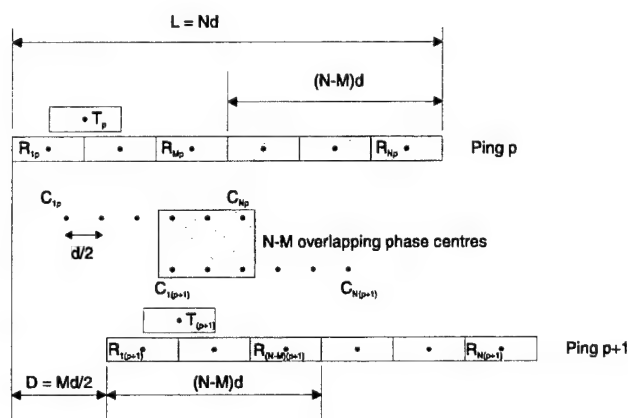 L = Nd
(N-M)d
T_p
R_1p R_Mp R_Np Ping p
C_1p C_Np
d/2 N-M overlapping phase centres
C_1(p+1) C_N(p+1)
T_(p+1)
R_1(p+1) R_(N-M)(p+1) R_N(p+1) Ping p+1
D = Md/2 (N-M)d